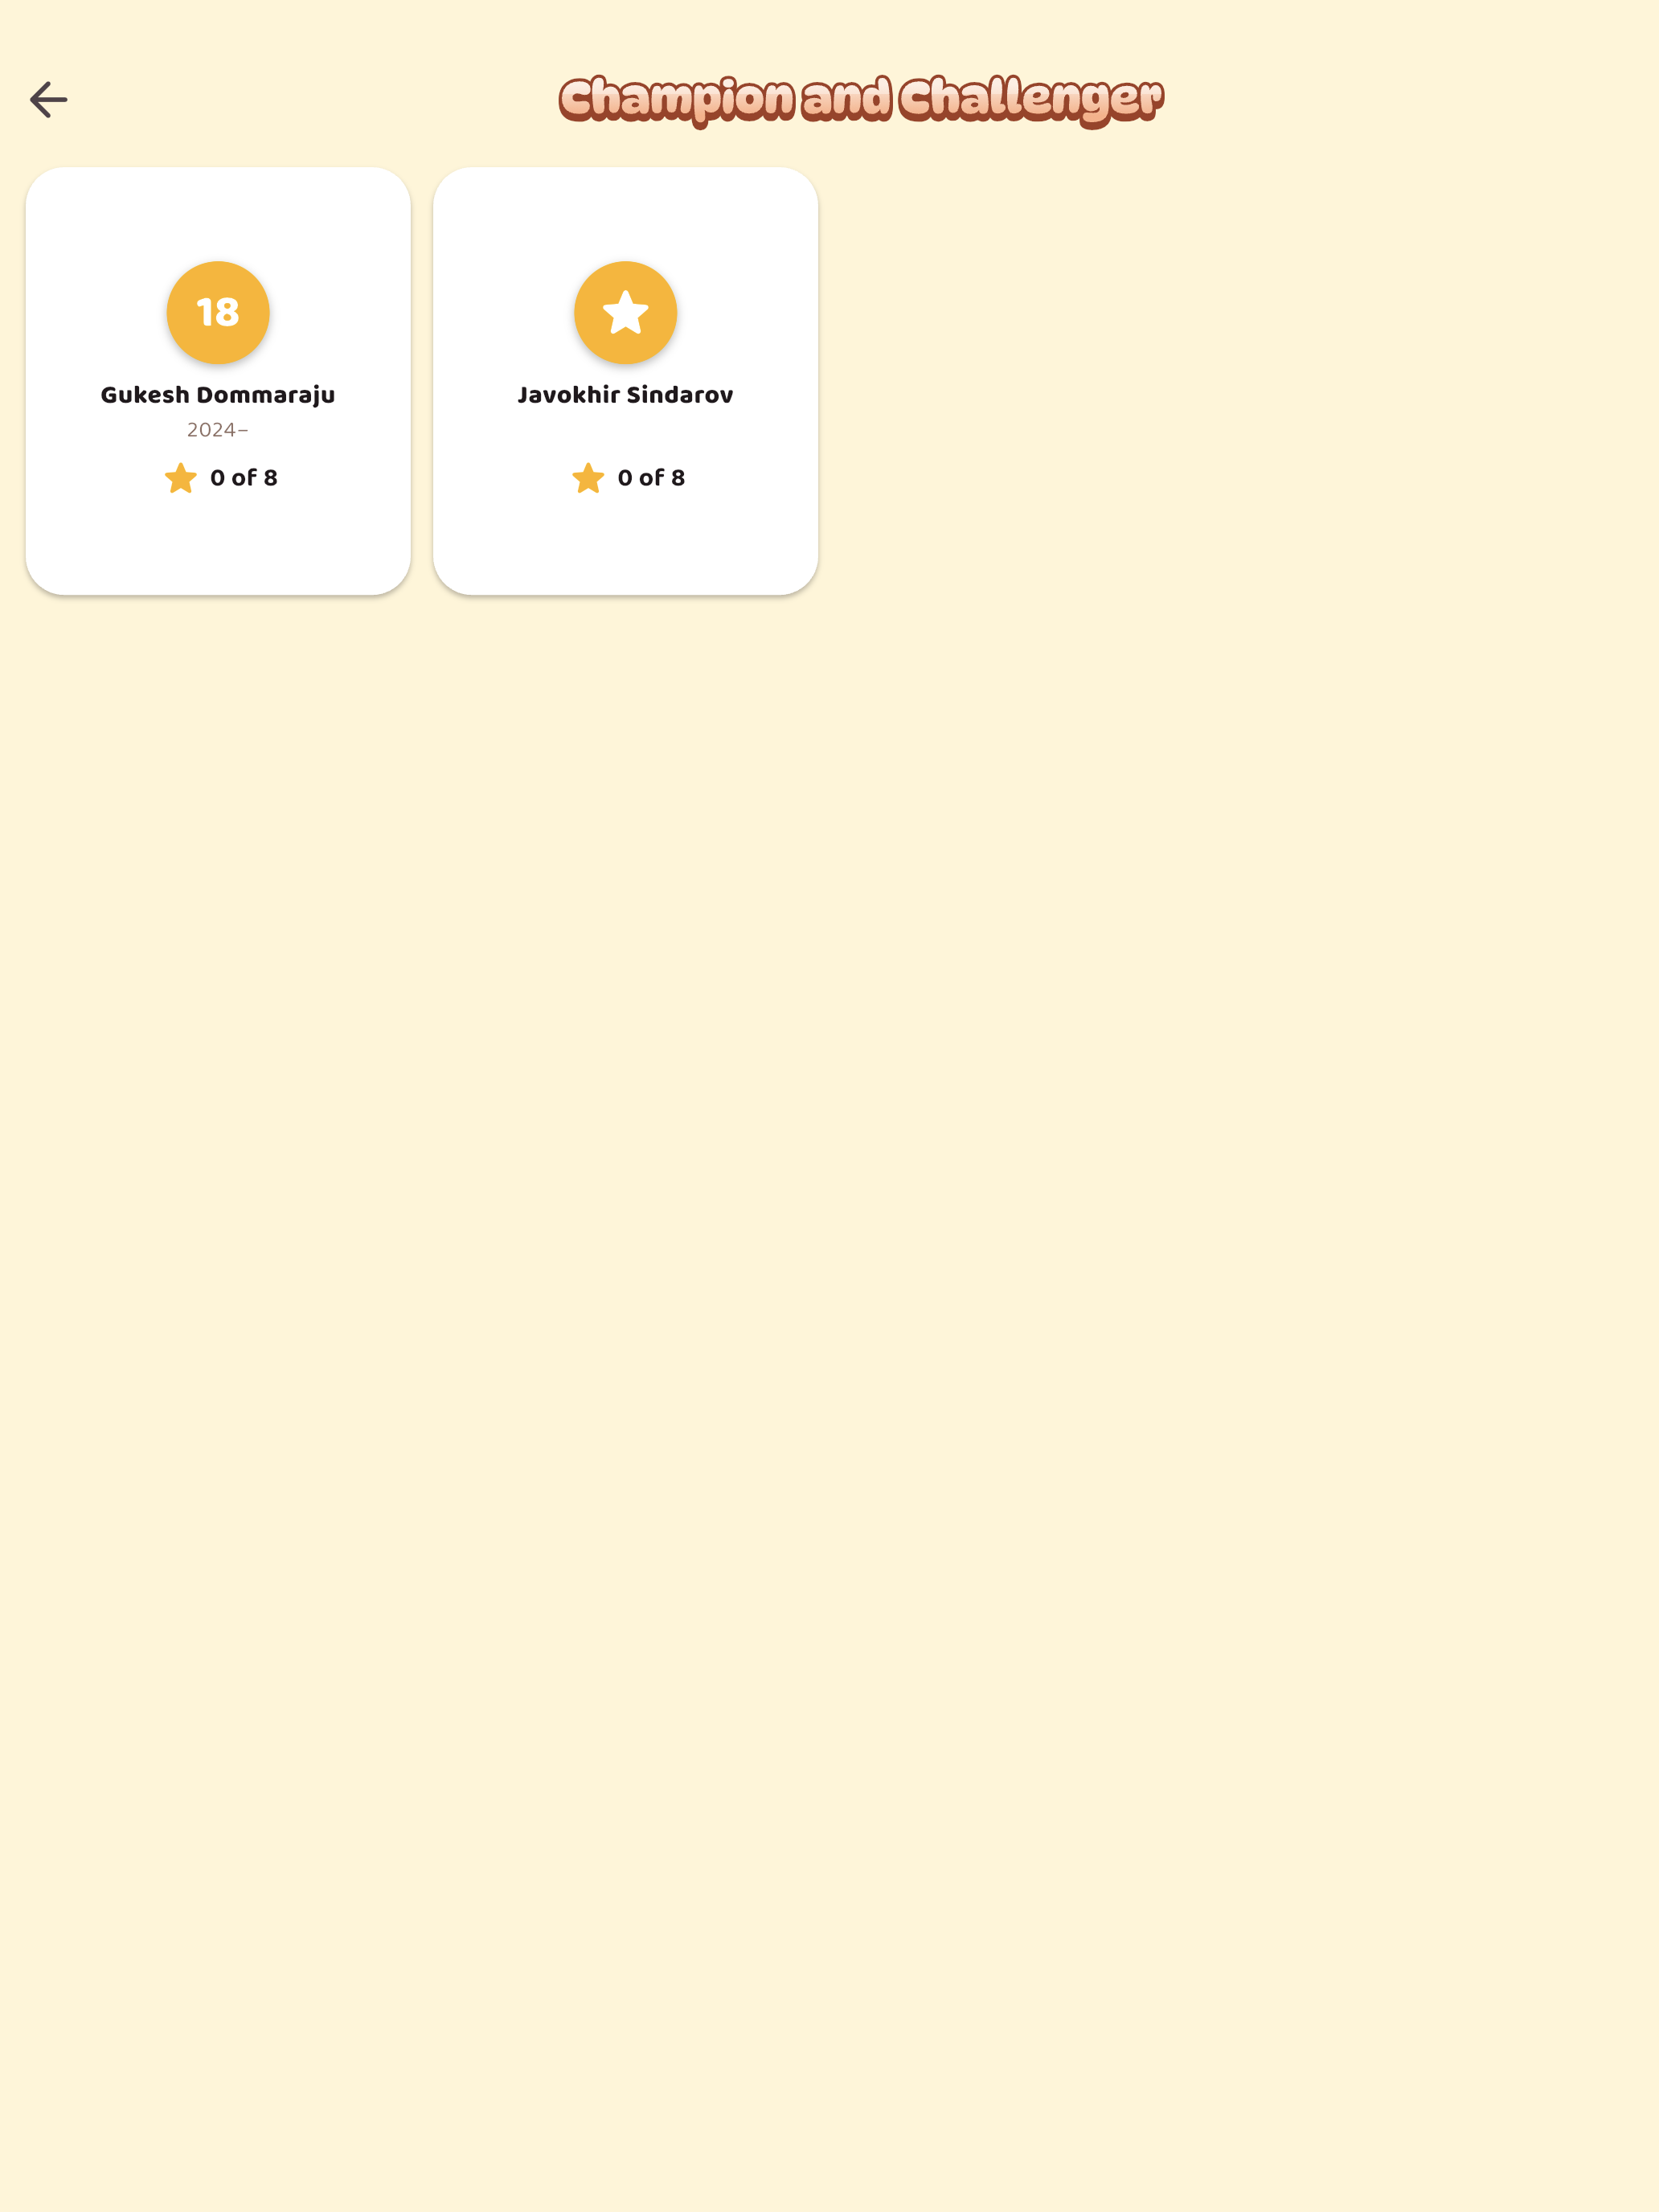 Champion and Challenger
18
Gukesh Dommaraju
2024–
0 of 8
Javokhir Sindarov
0 of 8